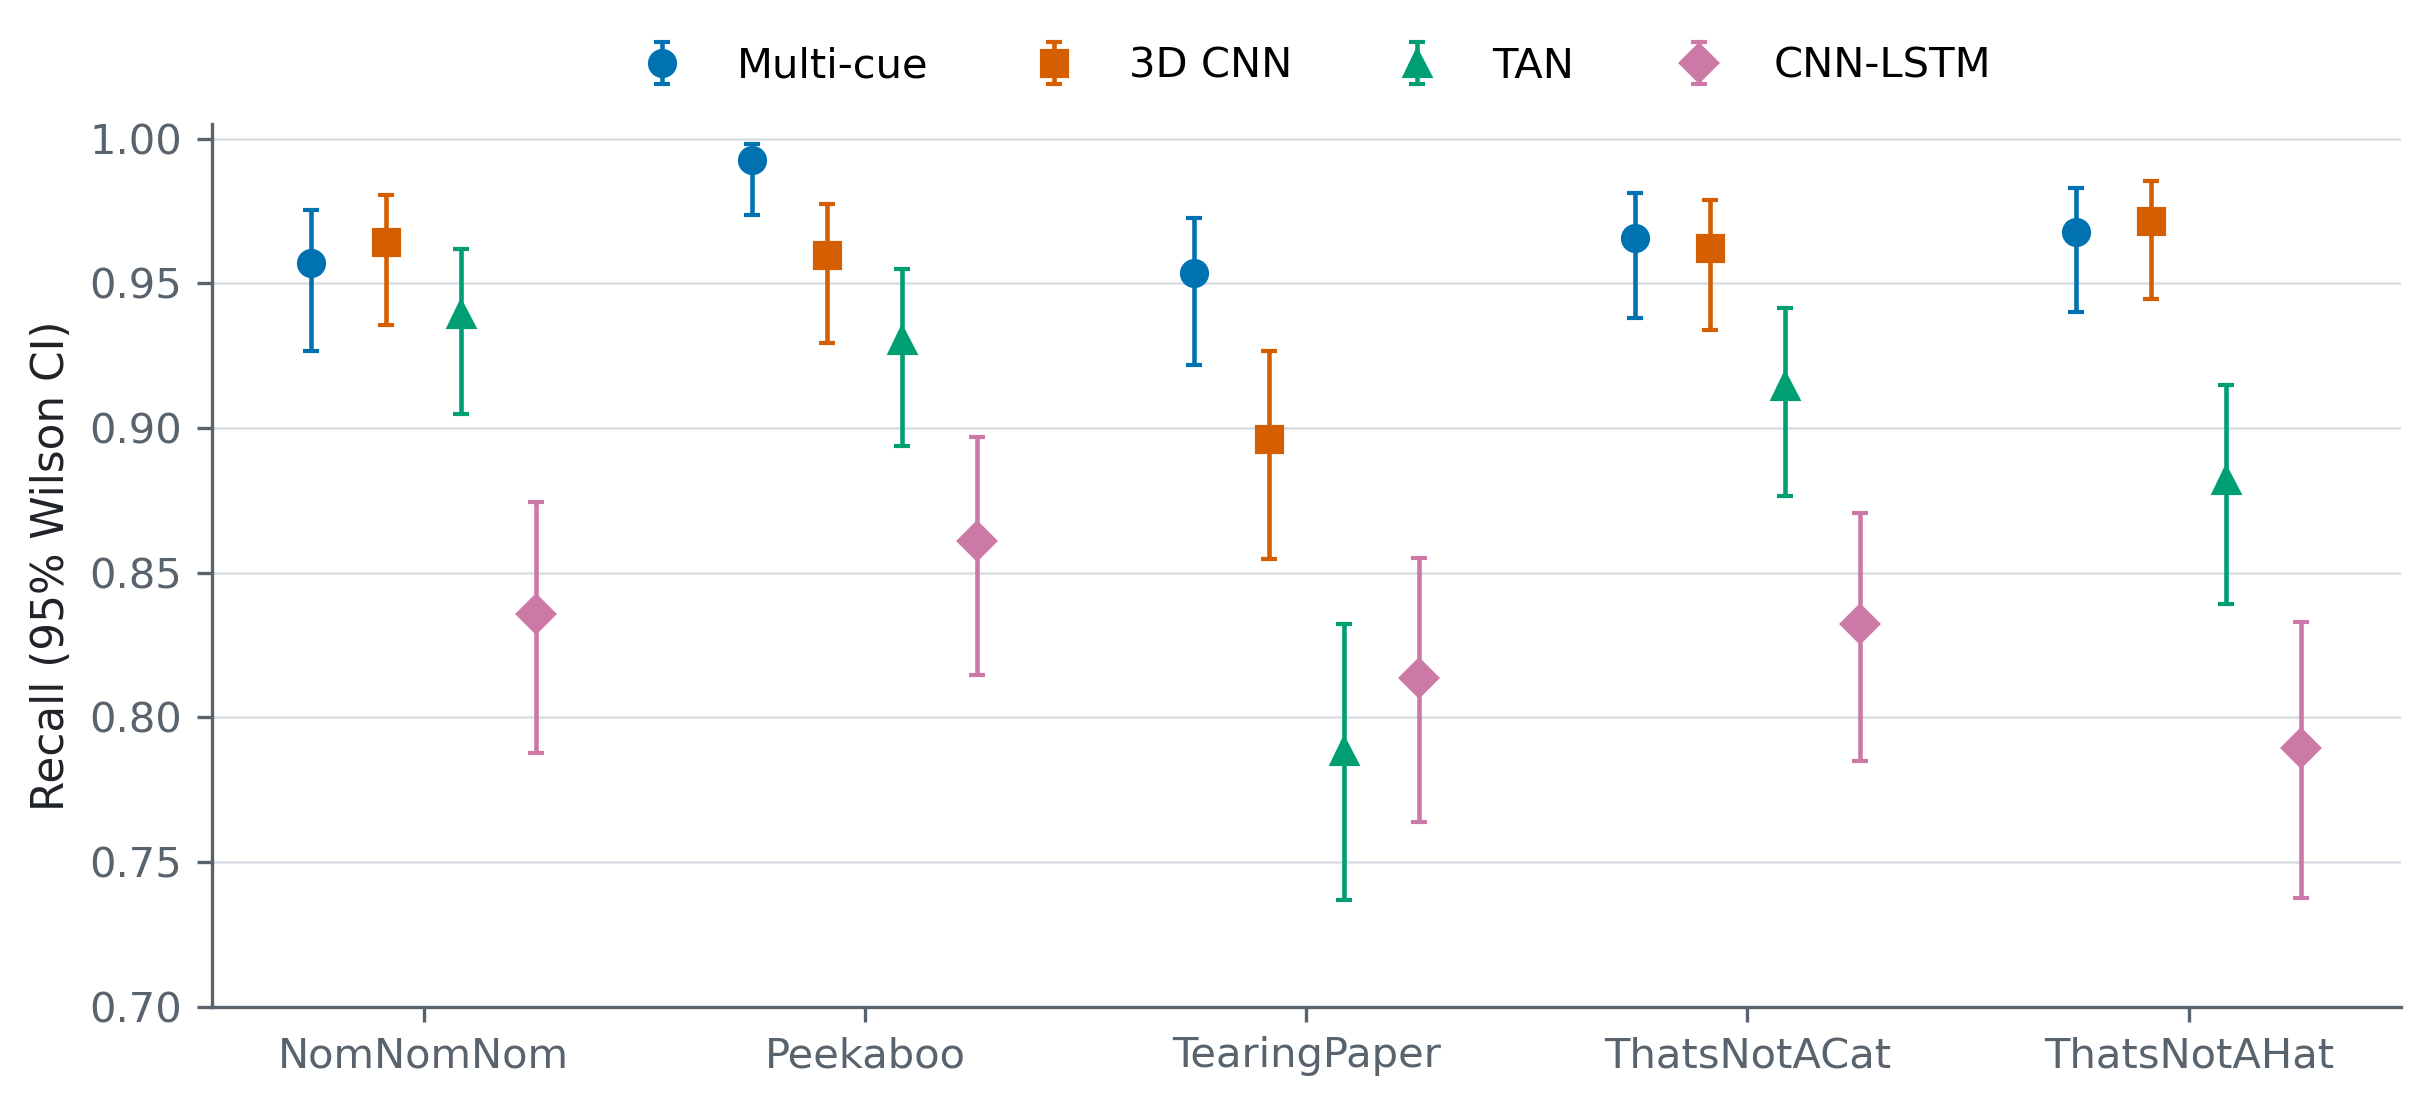 Multi-cue 3D CNN TAN CNN-LSTM
Recall (95% Wilson CI)
1.00
0.95
0.90
0.85
0.80
0.75
0.70
NomNomNom Peekaboo TearingPaper ThatsNotACat ThatsNotAHat